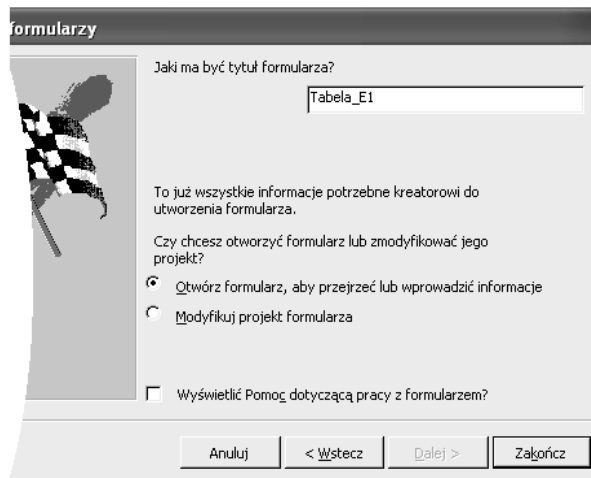 formularzy
Jaki ma być tytuł formularza?
Tabela_E1
To już wszystkie informacje potrzebne kreatorowi do
utworzenia formularza.
Czy chcesz otworzyć formularz lub zmodyfikować jego
projekt?
Otwórz formularz, aby przejrzeć lub wprowadzić informacje
Modyfikuj projekt formularza
Wyświetlić Pomoc dotyczącą pracy z formularzem?
Anuluj < Wstecz Dalej > Zakończ